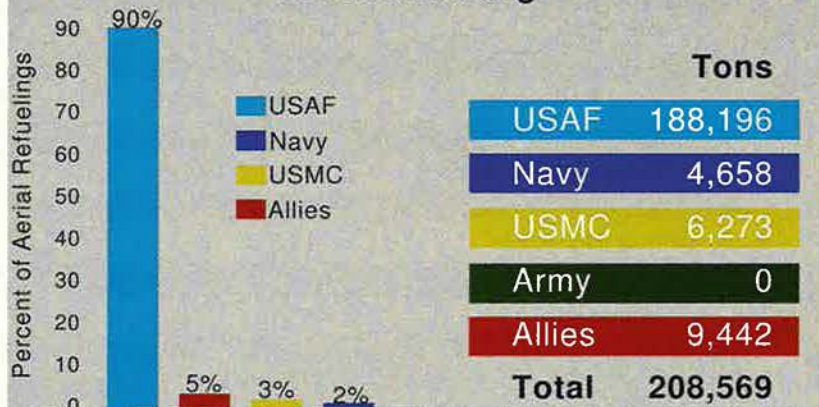 90%
90
80
70
60
50
40
30
20
10
0
Percent of Aerial Refuelings
USAF
Navy
USMC
Allies
5%
3%
2%
Tons
USAF 188,196
Navy 4,658
USMC 6,273
Army 0
Allies 9,442
Total 208,569